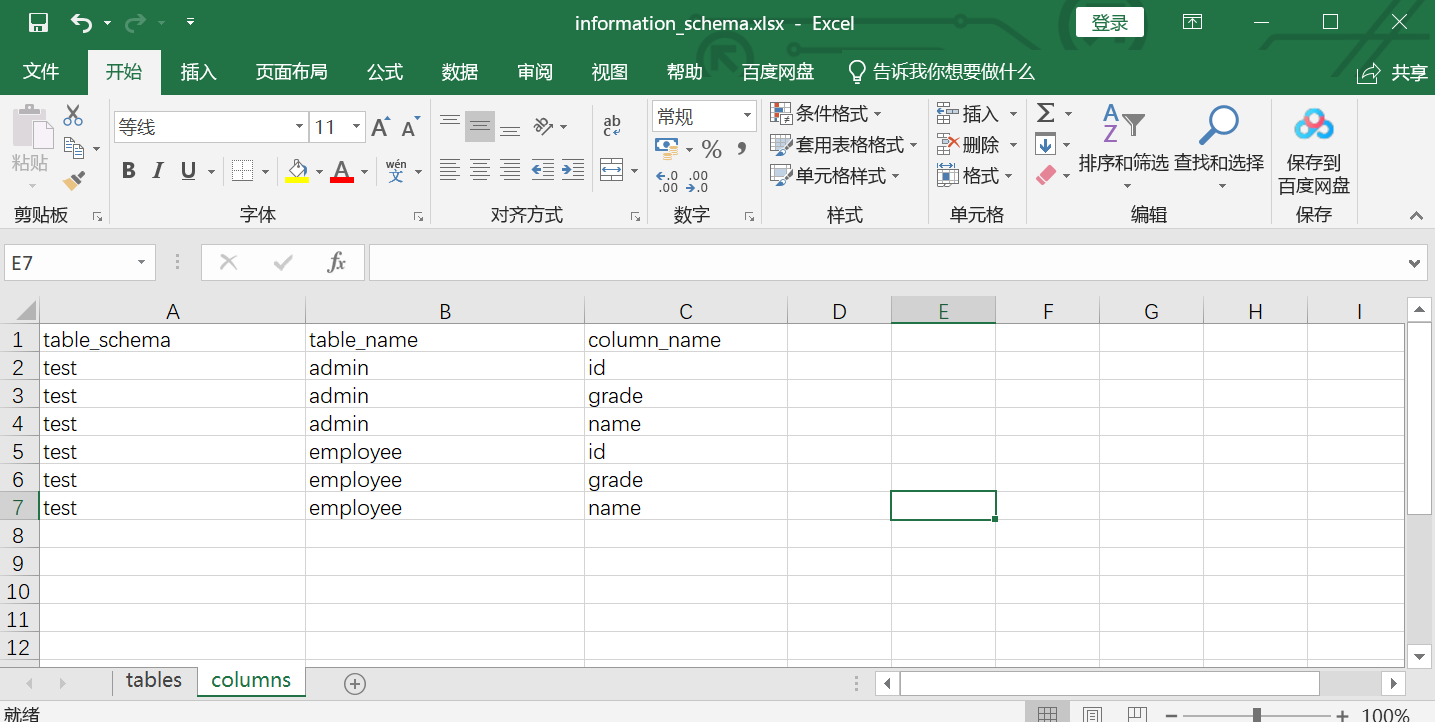 information_schema.xlsx - Excel
登录
文件 开始 插入 页面布局 公式 数据 审阅 视图 帮助 百度网盘 告诉我你想要做什么 共享
等线 11 A A ab c 常规 条件格式 插入 Σ A Z
粘贴 B I U A wén 文 % , 套用表格格式 删除 排序和筛选 查找和选择 保存到 百度网盘
←.0 .00 .00 →.0 单元格样式 格式
剪贴板 字体 对齐方式 数字 样式 单元格 编辑 保存
E7 fx
A B C D E F G H I
1 table_schema table_name column_name
2 test admin id
3 test admin grade
4 test admin name
5 test employee id
6 test employee grade
7 test employee name
8
9
10
11
12
tables columns
就绪 100%